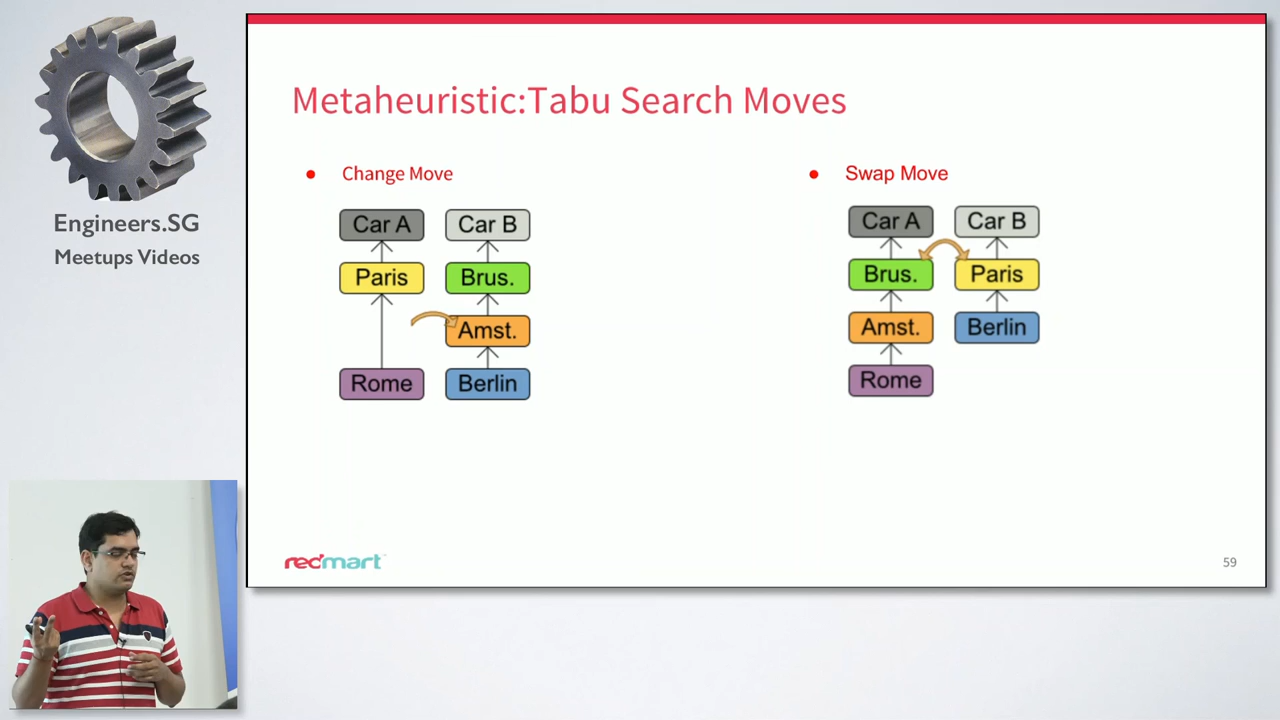 Engineers.SG
Meetups Videos
Metaheuristic:Tabu Search Moves
Change Move
Car A Car B
Paris Brus.
Amst.
Rome Berlin
Swap Move
Car A Car B
Brus. Paris
Amst. Berlin
Rome
redmart
59